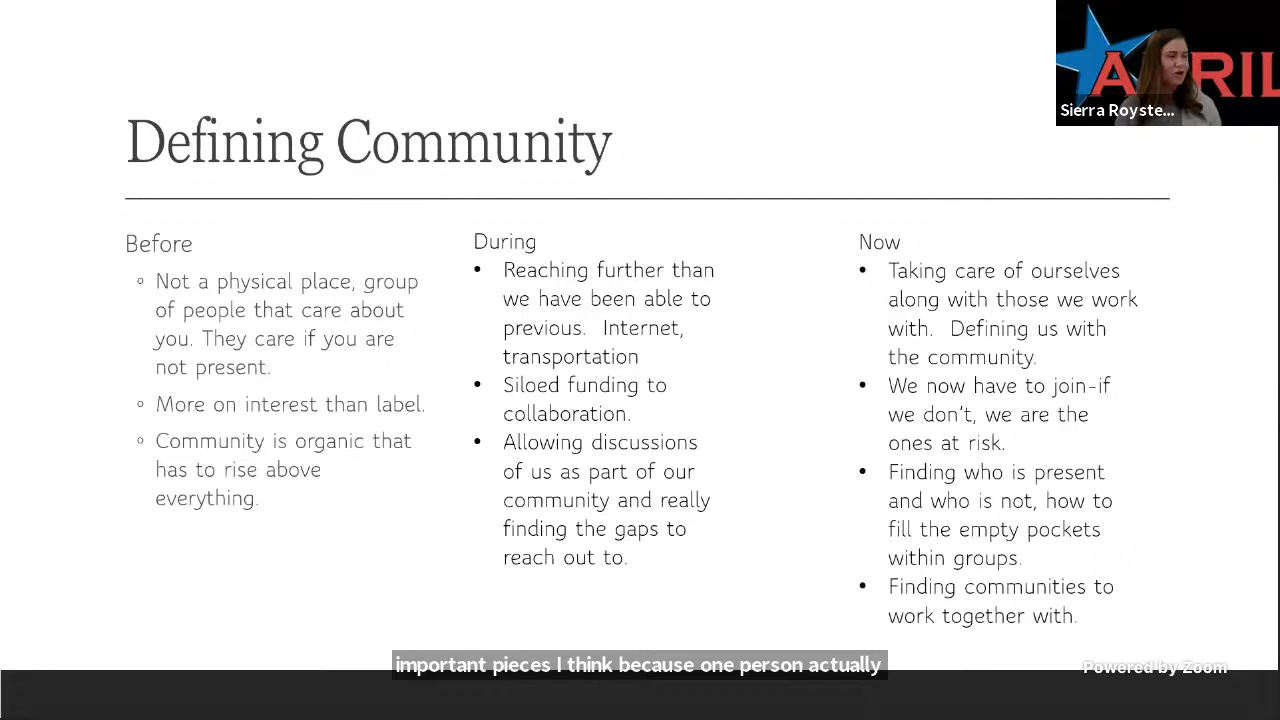 APRIL
Sierra Royste...
Defining Community
Before
◦ Not a physical place, group
of people that care about
you. They care if you are
not present.
◦ More on interest than label.
◦ Community is organic that
has to rise above
everything.
During
• Reaching further than
we have been able to
previous. Internet,
transportation
• Siloed funding to
collaboration.
• Allowing discussions
of us as part of our
community and really
finding the gaps to
reach out to.
Now
• Taking care of ourselves
along with those we work
with. Defining us with
the community.
• We now have to join-if
we don't, we are the
ones at risk.
• Finding who is present
and who is not, how to
fill the empty pockets
within groups.
• Finding communities to
work together with.
important pieces I think because one person actually
Powered by Zoom